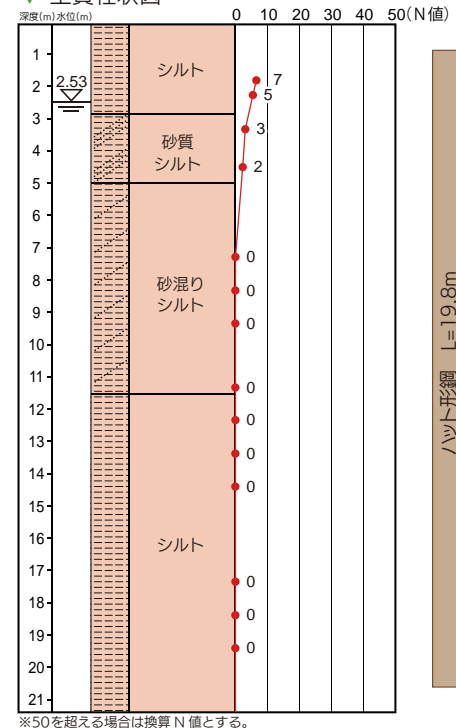 土質柱状図
深度(m) 水位(m) 0 10 20 30 40 50(N値)
1
シルト
2 2.53 7
5
3
3
砂質
4
シルト 2
5
6
7
0
8 砂混り 0
シルト
9
0
10
11
0
12
0
13
0
14
0
15
16 シルト
17
0
18
0
19
0
20
21
ハット形鋼 L=19.8m
※50を超える場合は換算N値とする。